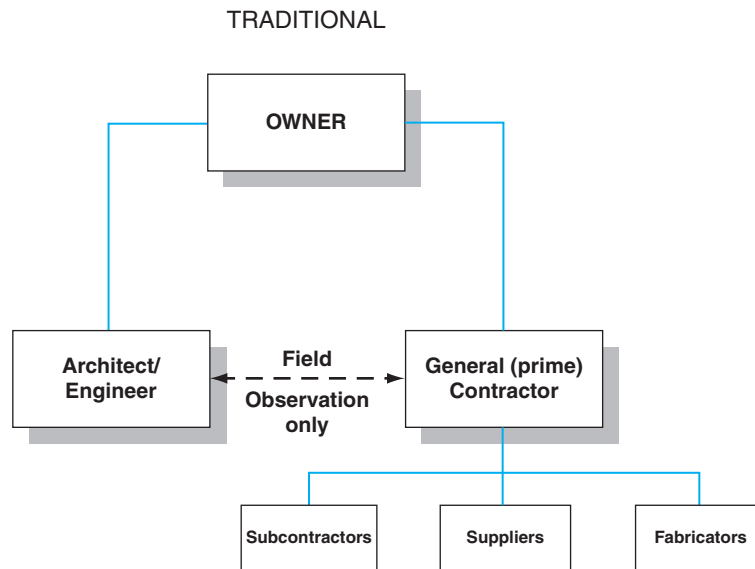 TRADITIONAL
OWNER
Architect/
Engineer
Field
Observation
only
General (prime)
Contractor
Subcontractors
Suppliers
Fabricators